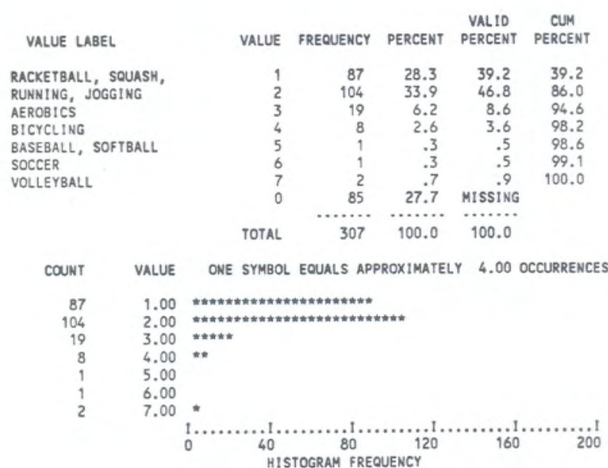 VALID CUM
VALUE LABEL VALUE FREQUENCY PERCENT PERCENT PERCENT
RACKETBALL, SQUASH, 1 87 28.3 39.2 39.2
RUNNING, JOGGING 2 104 33.9 46.8 86.0
AEROBICS 3 19 6.2 8.6 94.6
BICYCLING 4 8 2.6 3.6 98.2
BASEBALL, SOFTBALL 5 1 .3 .5 98.6
SOCCER 6 1 .3 .5 99.1
VOLLEYBALL 7 2 .7 .9 100.0
0 85 27.7 MISSING
------- ------- -------
TOTAL 307 100.0 100.0
COUNT VALUE ONE SYMBOL EQUALS APPROXIMATELY 4.00 OCCURRENCES
87 1.00 **********************
104 2.00 **************************
19 3.00 *****
8 4.00 **
1 5.00
1 6.00
2 7.00 *
I.........I.........I.........I.........I.........I
0 40 80 120 160 200
HISTOGRAM FREQUENCY